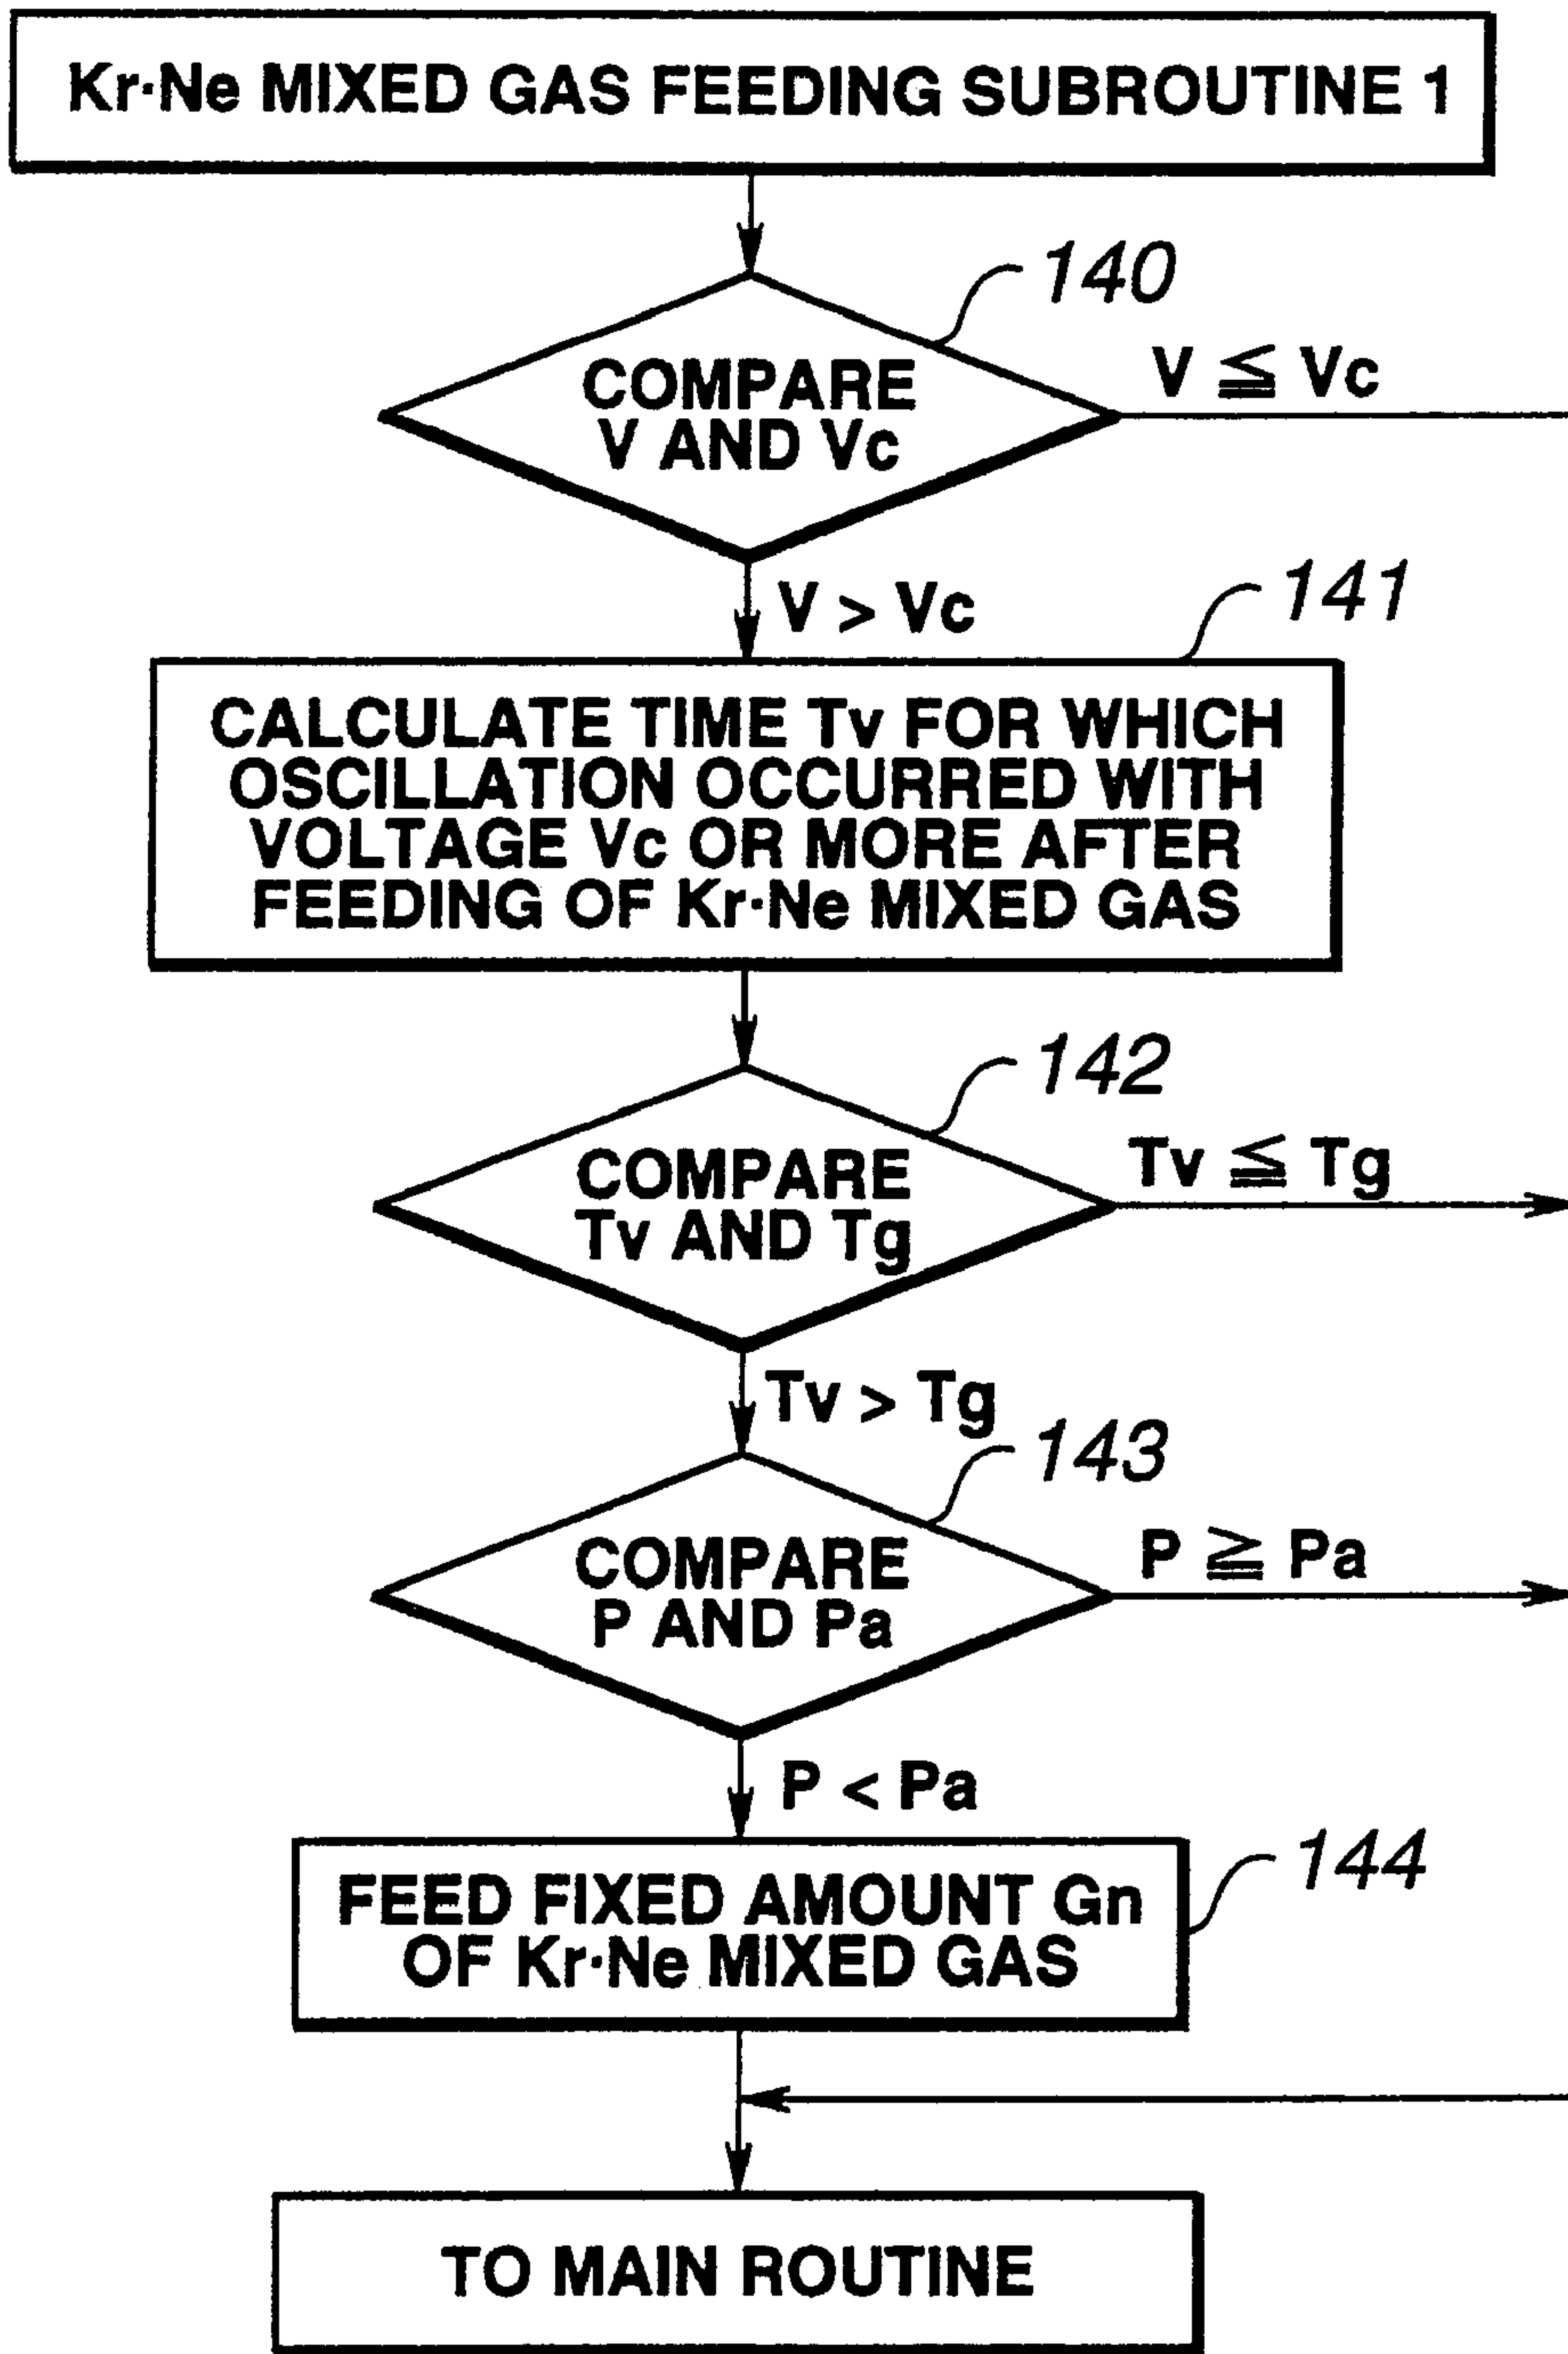 Kr·Ne MIXED GAS FEEDING SUBROUTINE 1
140
COMPARE
V AND Vc
V ≦ Vc
V > Vc
141
CALCULATE TIME Tv FOR WHICH
OSCILLATION OCCURRED WITH
VOLTAGE Vc OR MORE AFTER
FEEDING OF Kr·Ne MIXED GAS
142
COMPARE
Tv AND Tg
Tv ≦ Tg
Tv > Tg
143
COMPARE
P AND Pa
P ≧ Pa
P < Pa
144
FEED FIXED AMOUNT Gn
OF Kr·Ne MIXED GAS
TO MAIN ROUTINE